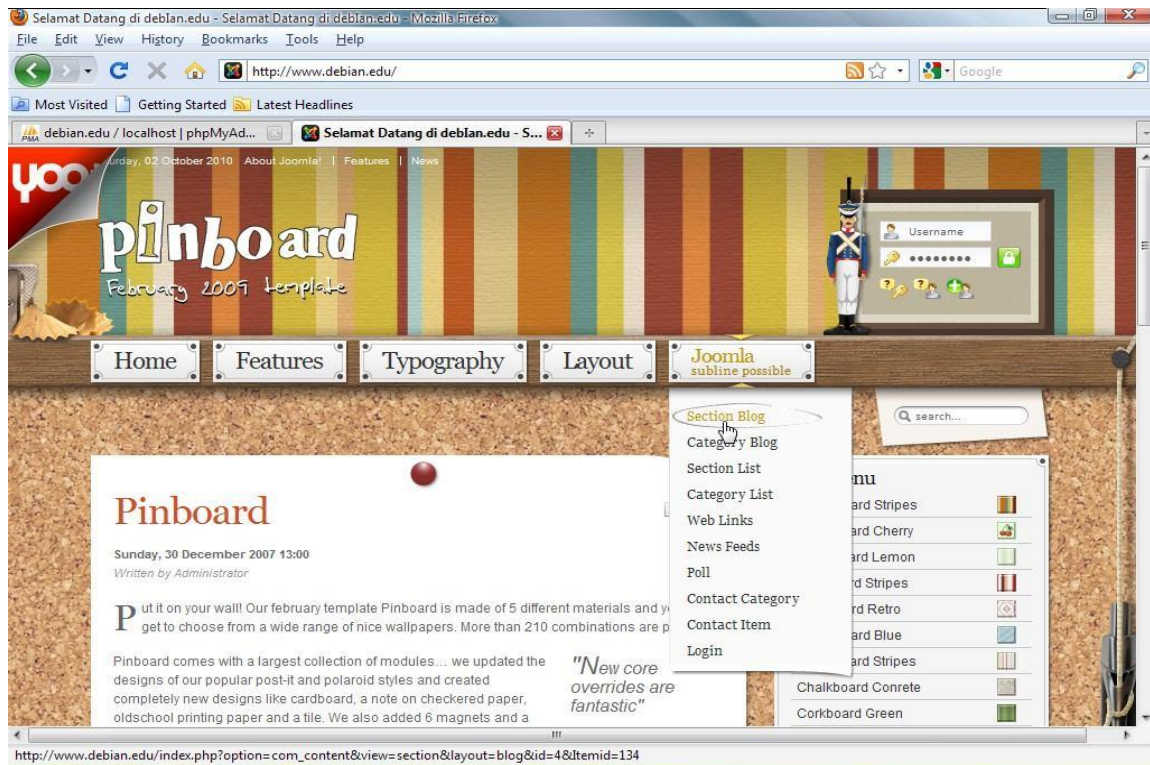 Selamat Datang di debIan.edu - Selamat Datang di debIan.edu - Mozilla Firefox
File Edit View History Bookmarks Tools Help
http://www.debian.edu/
Google
Most Visited Getting Started Latest Headlines
debian.edu / localhost | phpMyAd...
Selamat Datang di debIan.edu - S...
yoo
urday, 02 October 2010 About Joomla! | Features | News
pinboard
February 2009 template
Username
Home Features Typography Layout Joomla
subline possible
search...
Section Blog
Category Blog
Section List
Category List
Web Links
News Feeds
Poll
Contact Category
Contact Item
Login
Pinboard
Sunday, 30 December 2007 13:00
Written by Administrator
Put it on your wall! Our february template Pinboard is made of 5 different materials and y
get to choose from a wide range of nice wallpapers. More than 210 combinations are p
Pinboard comes with a largest collection of modules... we updated the
designs of our popular post-it and polaroid styles and created
completely new designs like cardboard, a note on checkered paper,
oldschool printing paper and a tile. We also added 6 magnets and a
"New core
overrides are
fantastic"
nu
ard Stripes
ard Cherry
ard Lemon
rd Stripes
rd Retro
ard Blue
ard Stripes
Chalkboard Conrete
Corkboard Green
http://www.debian.edu/index.php?option=com_content&view=section&layout=blog&id=4&Itemid=134